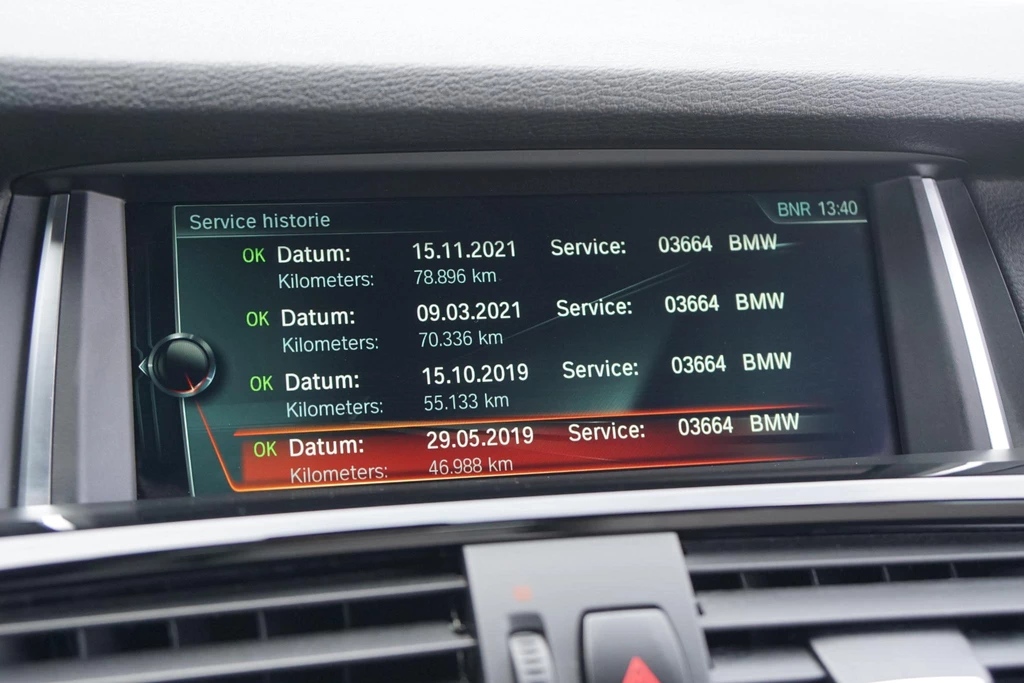 Service historie BNR 13:40
OK Datum: 15.11.2021 Service: 03664 BMW
Kilometers: 78.896 km
OK Datum: 09.03.2021 Service: 03664 BMW
Kilometers: 70.336 km
OK Datum: 15.10.2019 Service: 03664 BMW
Kilometers: 55.133 km
OK Datum: 29.05.2019 Service: 03664 BMW
Kilometers: 46.988 km